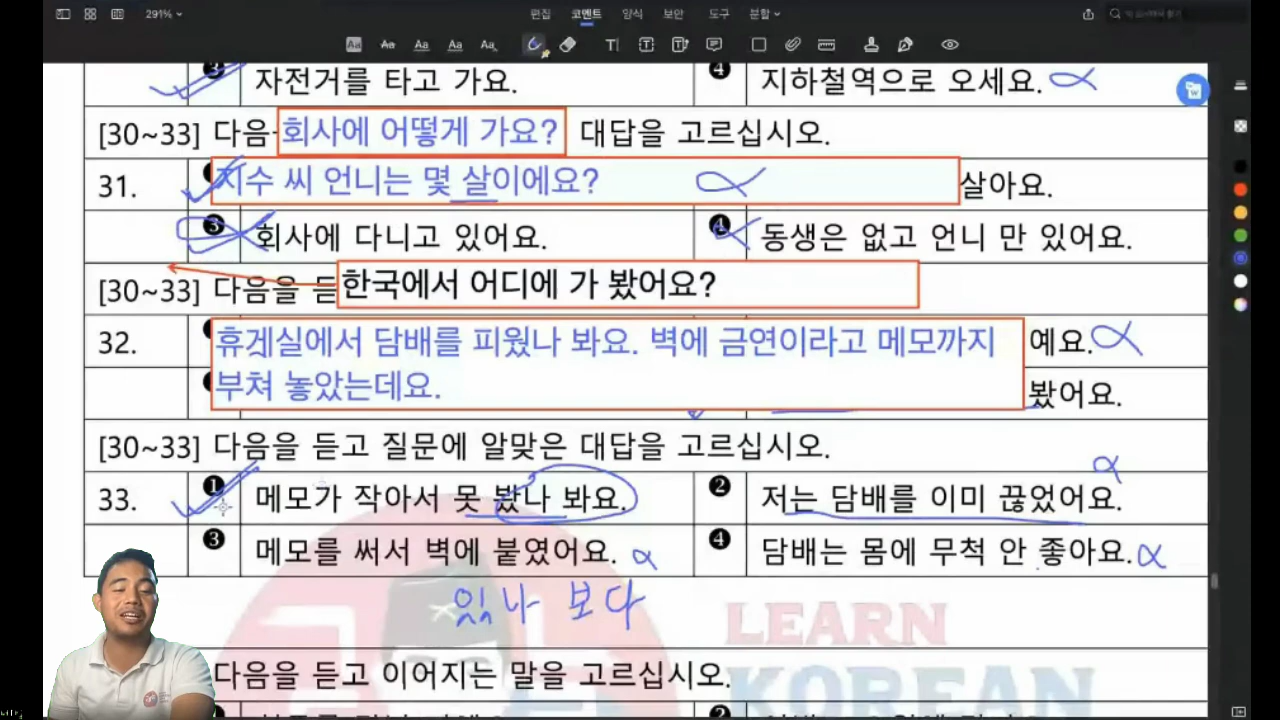 291%
편집 코멘트 양식 보안 도구 분할
❷ 자전거를 타고 가요. ❹ 지하철역으로 오세요.
[30~33] 다음 회사에 어떻게 가요? 대답을 고르십시오.
31. 지수 씨 언니는 몇 살이에요? 살아요.
❸ 회사에 다니고 있어요. ❹ 동생은 없고 언니 만 있어요.
[30~33] 다음을 듣 한국에서 어디에 가 봤어요?
32. 휴게실에서 담배를 피웠나 봐요. 벽에 금연이라고 메모까지 예요.
부쳐 놓았는데요. 봤어요.
[30~33] 다음을 듣고 질문에 알맞은 대답을 고르십시오.
33. ❶ 메모가 작아서 못 봤나 봐요. ❷ 저는 담배를 이미 끊었어요.
❸ 메모를 써서 벽에 붙였어요. ❹ 담배는 몸에 무척 안 좋아요.
있나 보다
LEARN
KOREAN
다음을 듣고 이어지는 말을 고르십시오.